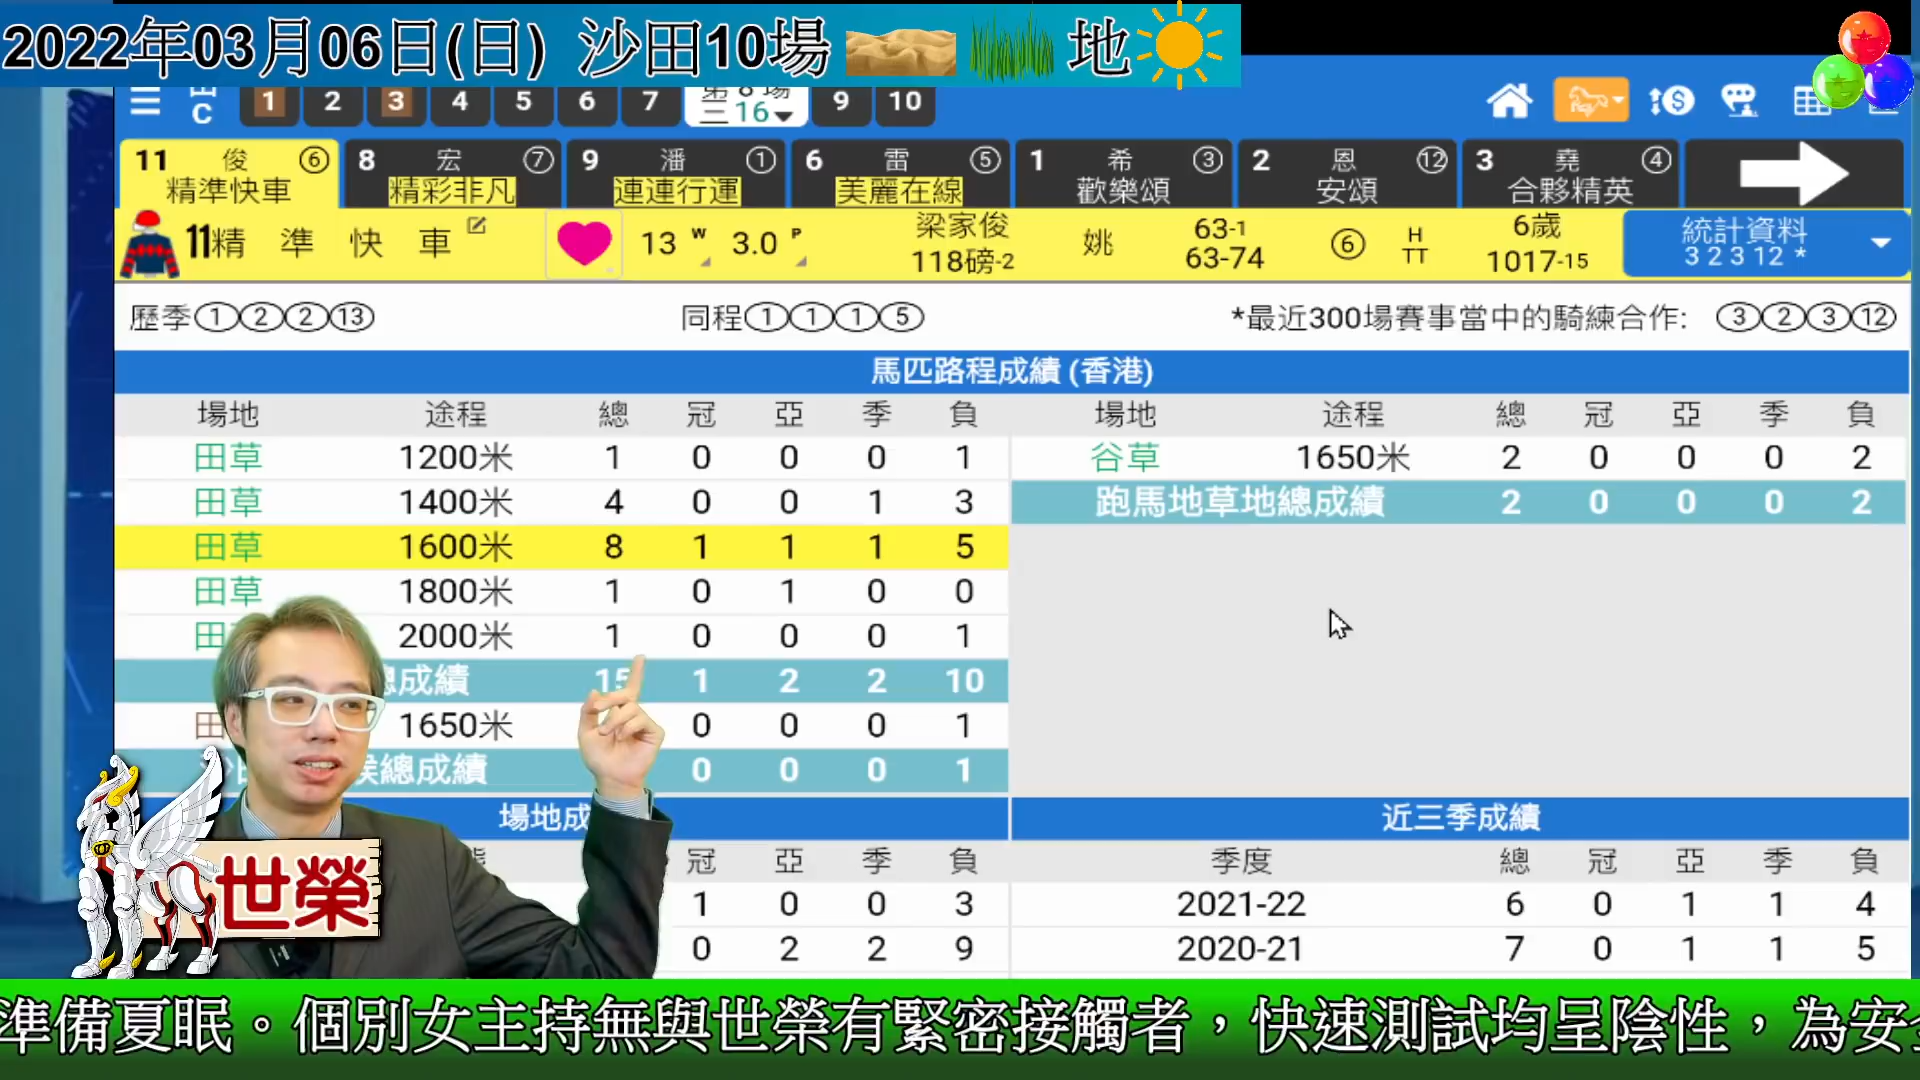 2022年03月06日(日) 沙田10場 地
C 1 2 3 4 5 6 7 三 16 9 10
11 俊 ⑥ 精準快車
8 宏 ⑦ 精彩非凡
9 潘 ① 連連行運
6 雷 ⑤ 美麗在線
1 希 ③ 歡樂頌
2 恩 ⑫ 安頌
3 堯 ④ 合夥精英
11 精準快車 13 W 3.0 P 梁家俊 118磅-2 姚 63-1 63-74 ⑥ H TT 6歲 1017-15 統計資料 3 2 3 12 *
歷季①②②⑬ 同程①①①⑤ *最近300場賽事當中的騎練合作: ③②③⑫
馬匹路程成績 (香港)
場地 途程 總 冠 亞 季 負 場地 途程 總 冠 亞 季 負
田草 1200米 1 0 0 0 1 谷草 1650米 2 0 0 0 2
田草 1400米 4 0 0 1 3 跑馬地草地總成績 2 0 0 0 2
田草 1600米 8 1 1 1 5
田草 1800米 1 0 1 0 0
田 2000米 1 0 0 0 1
總成績 15 1 2 2 10
田 1650米 0 0 0 1
總成績 0 0 0 1
場地成 近三季成績
冠 亞 季 負 季度 總 冠 亞 季 負
1 0 0 3 2021-22 6 0 1 1 4
0 2 2 9 2020-21 7 0 1 1 5
世榮
準備夏眠。個別女主持無與世榮有緊密接觸者，快速測試均呈陰性，為安